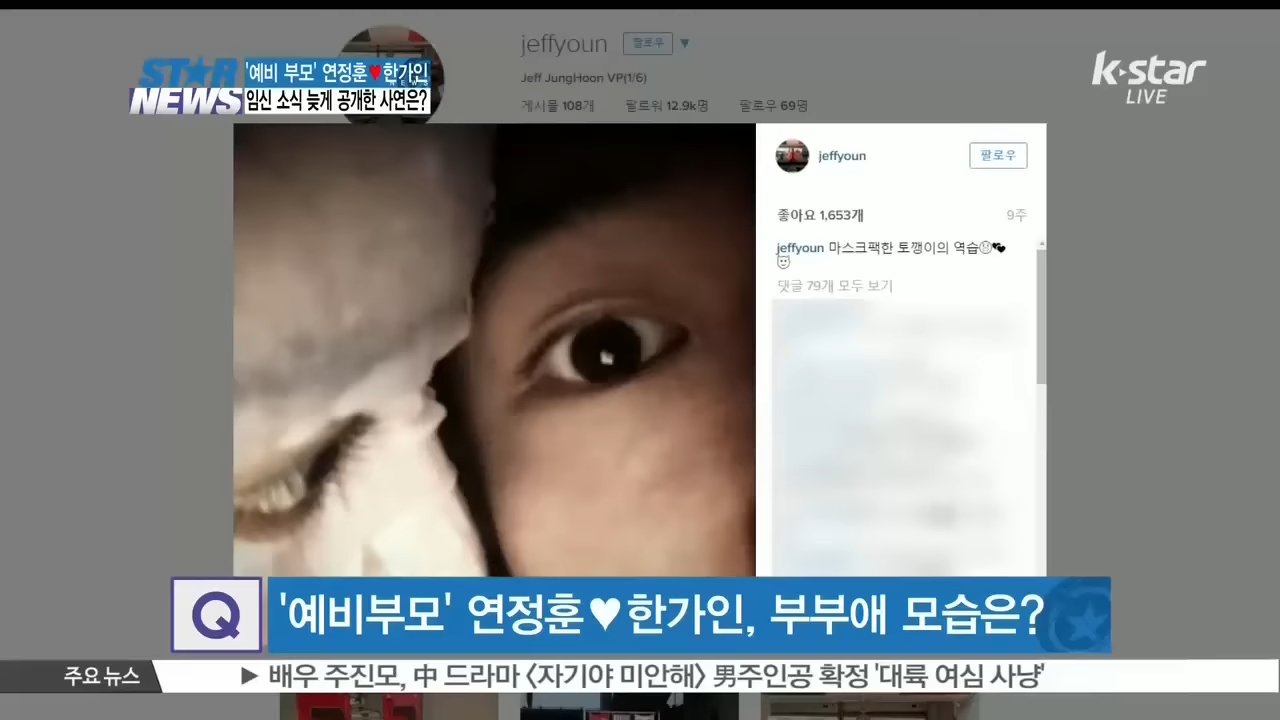 jeffyoun 팔로우 ▼
Jeff JungHoon VP(1/6)
게시물 108개 팔로워 12.9k명 팔로우 69명
STAR NEWS
'예비 부모' 연정훈♥한가인
임신 소식 늦게 공개한 사연은?
k·star
LIVE
jeffyoun 팔로우
좋아요 1,653개 9주
jeffyoun 마스크팩한 토깽이의 역습
댓글 79개 모두 보기
Q '예비부모' 연정훈♥한가인, 부부애 모습은?
주요 뉴스 ▶ 배우 주진모, 中 드라마 <자기야 미안해> 男주인공 확정 '대륙 여심 사냥'